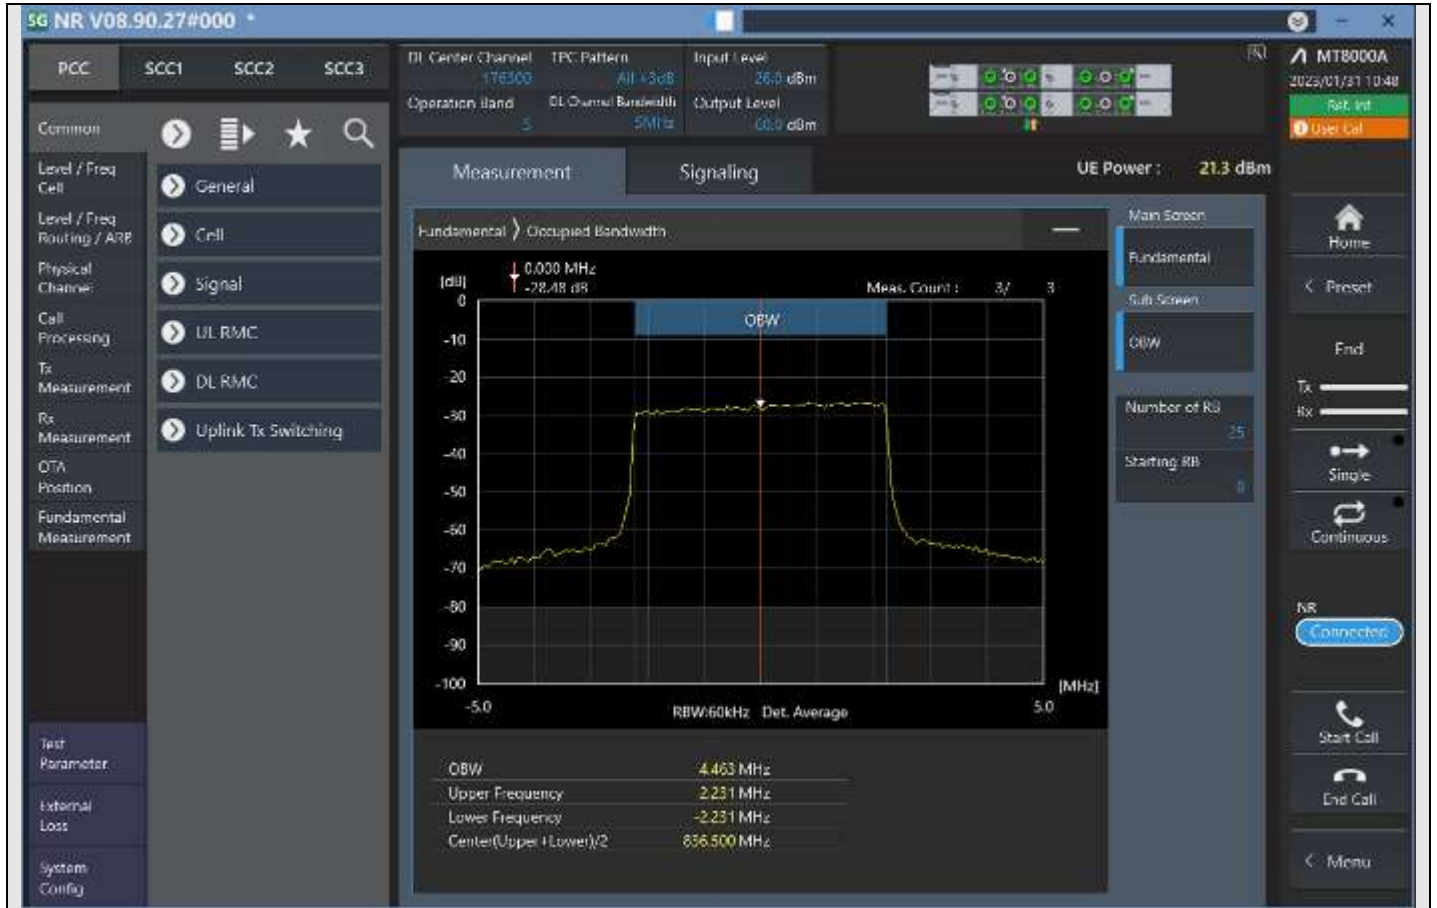 SG NR V08.90.27#000 *
PCC SCC1 SCC2 SCC3
DL Center Channel
176300
TPC Pattern
All +3dB
Input Level
26.0 dBm
Operation Band
5
DL Channel Bandwidth
5MHz
Output Level
dBm
MT8000A
2023/01/31 10:48
Ref. Int
User Cal
Common
Level / Freq
Cell
Level / Freq
Routing / ARB
Physical
Channel
Call
Processing
Tx
Measurement
Rx
Measurement
OTA
Position
Fundamental
Measurement
Test
Parameter
External
Loss
System
Config
General
Cell
Signal
UL RMC
DL RMC
Uplink Tx Switching
Measurement Signaling
UE Power : 21.3 dBm
Fundamental > Occupied Bandwidth
[dB]
0.000 MHz
-28.48 dB
Meas. Count : 3/ 3
OBW
0
-10
-20
-30
-40
-50
-60
-70
-80
-90
-100
[MHz]
-5.0 5.0
RBW:60kHz Det. Average
OBW 4.463 MHz
Upper Frequency 2.231 MHz
Lower Frequency -2.231 MHz
Center(Upper+Lower)/2 836.500 MHz
Main Screen
Fundamental
Sub Screen
OBW
Number of RB
25
Starting RB
0
Home
< Preset
End
Tx
Rx
Single
Continuous
NR
Connected
Start Call
End Call
< Menu